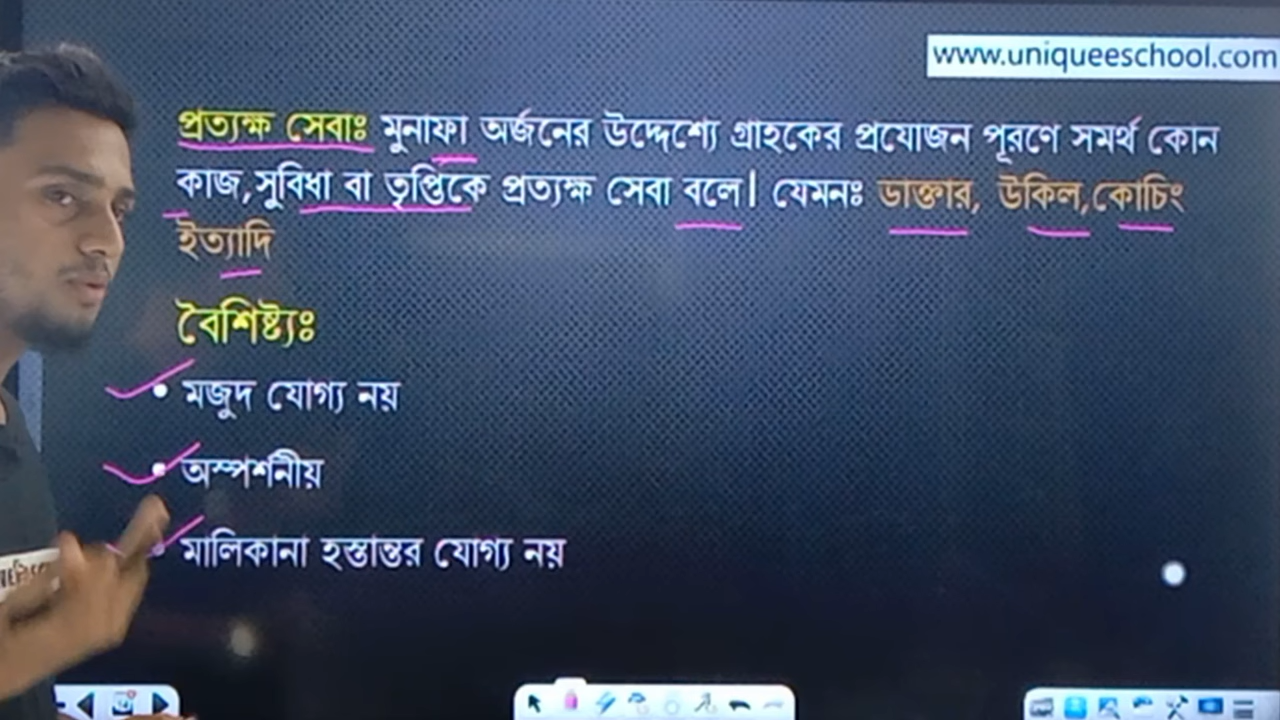 www.uniqueeschool.com
প্রত্যক্ষ সেবাঃ মুনাফা অর্জনের উদ্দেশ্যে গ্রাহকের প্রযোজন পূরণে সমর্থ কোন
কাজ,সুবিধা বা তৃপ্তিকে প্রত্যক্ষ সেবা বলে। যেমনঃ ডাক্তার, উকিল,কোচিং
ইত্যাদি
বৈশিষ্ট্যঃ
• মজুদ যোগ্য নয়
• অস্পর্শনীয়
• মালিকানা হস্তান্তর যোগ্য নয়